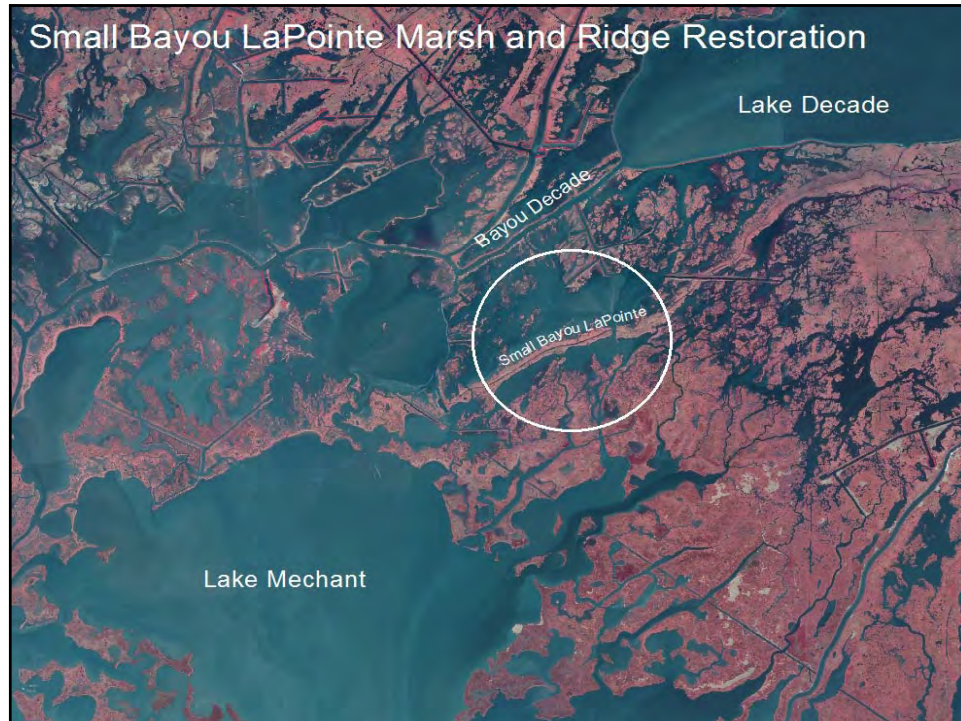 Small Bayou LaPointe Marsh and Ridge Restoration
Lake Decade
Bayou Decade
Small Bayou LaPointe
Lake Mechant